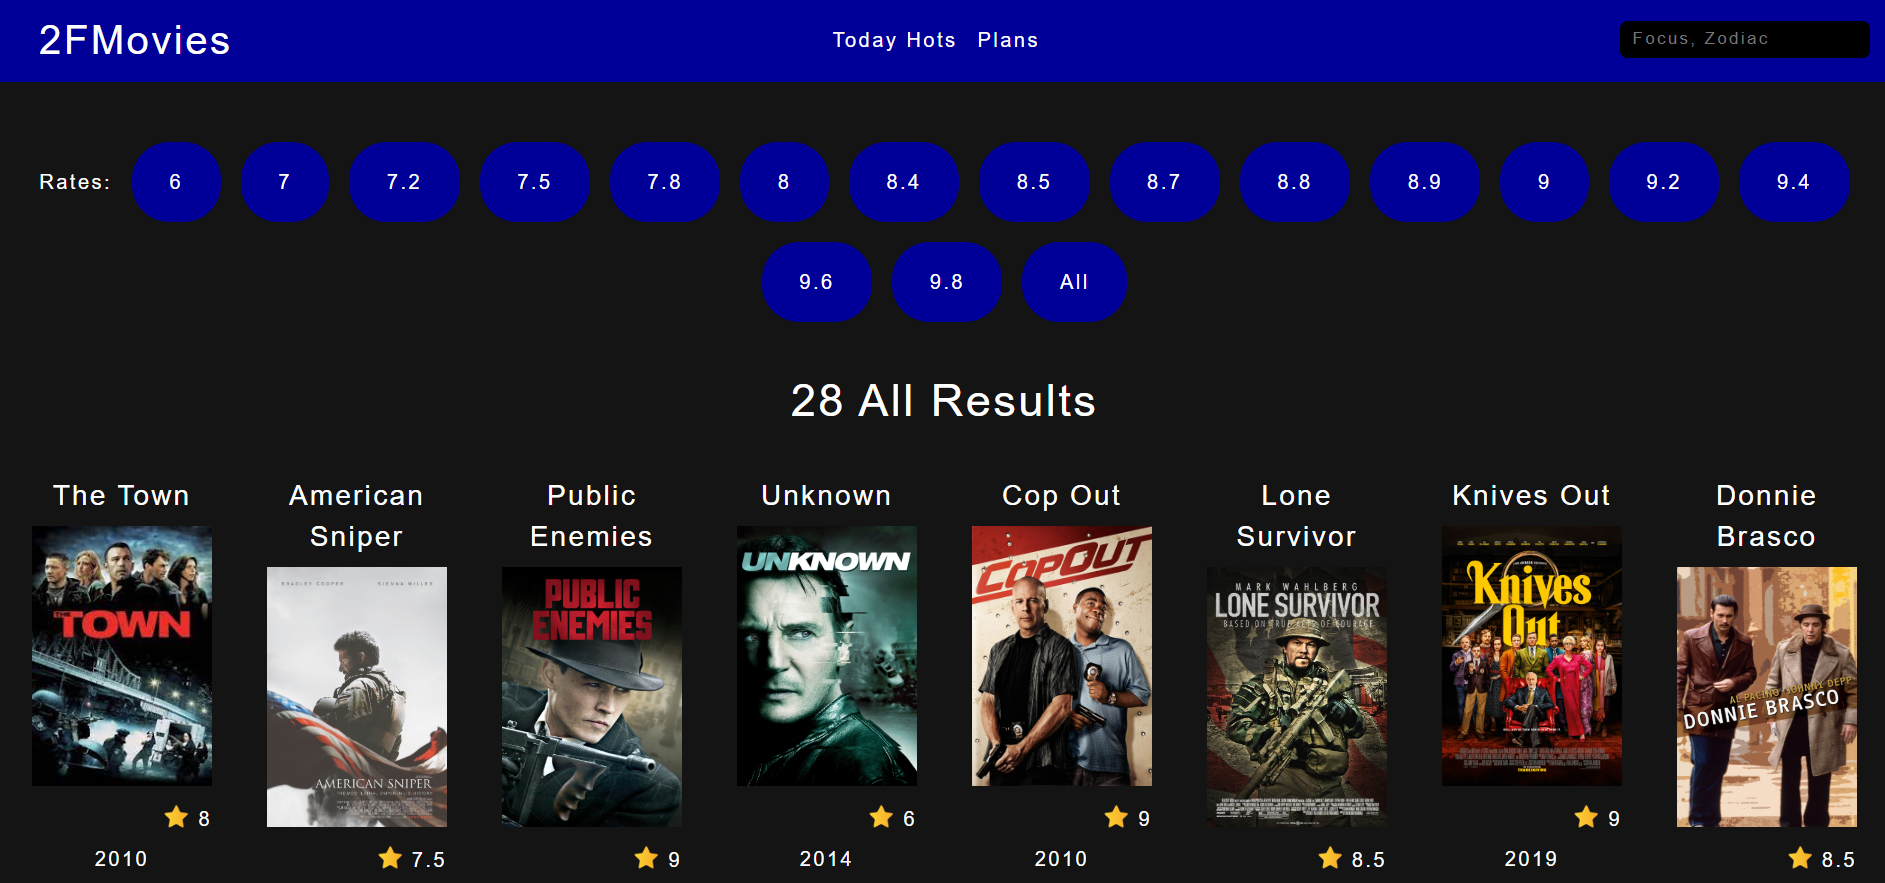 2FMovies
Today Hots Plans
Focus, Zodiac
Rates: 6 7 7.2 7.5 7.8 8 8.4 8.5 8.7 8.8 8.9 9 9.2 9.4
9.6 9.8 All
28 All Results
The Town
THE
TOWN
8
2010
American
Sniper
BRADLEY COOPER SIENNA MILLER
AMERICAN SNIPER
7.5
Public
Enemies
PUBLIC
ENEMIES
9
Unknown
UNKNOWN
6
2014
Cop Out
COP OUT
9
2010
Lone
Survivor
MARK WAHLBERG
LONE SURVIVOR
BASED ON TRUE ACTS OF COURAGE
8.5
Knives Out
Knives
Out
9
2019
Donnie
Brasco
AL PACINO JOHNNY DEPP
DONNIE BRASCO
8.5